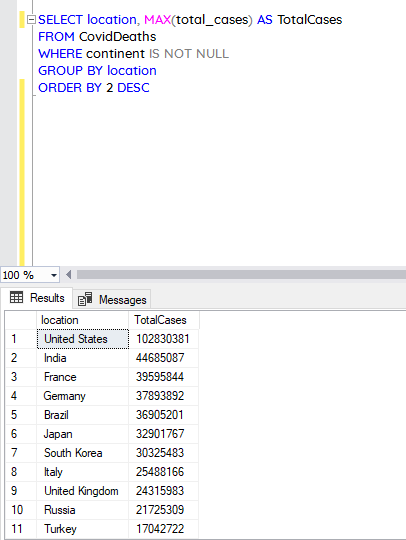 SELECT location, MAX(total_cases) AS TotalCases
FROM CovidDeaths
WHERE continent IS NOT NULL
GROUP BY location
ORDER BY 2 DESC
100 %
Results Messages
location TotalCases
1 United States 102830381
2 India 44685087
3 France 39595844
4 Germany 37893892
5 Brazil 36905201
6 Japan 32901767
7 South Korea 30325483
8 Italy 25488166
9 United Kingdom 24315983
10 Russia 21725309
11 Turkey 17042722